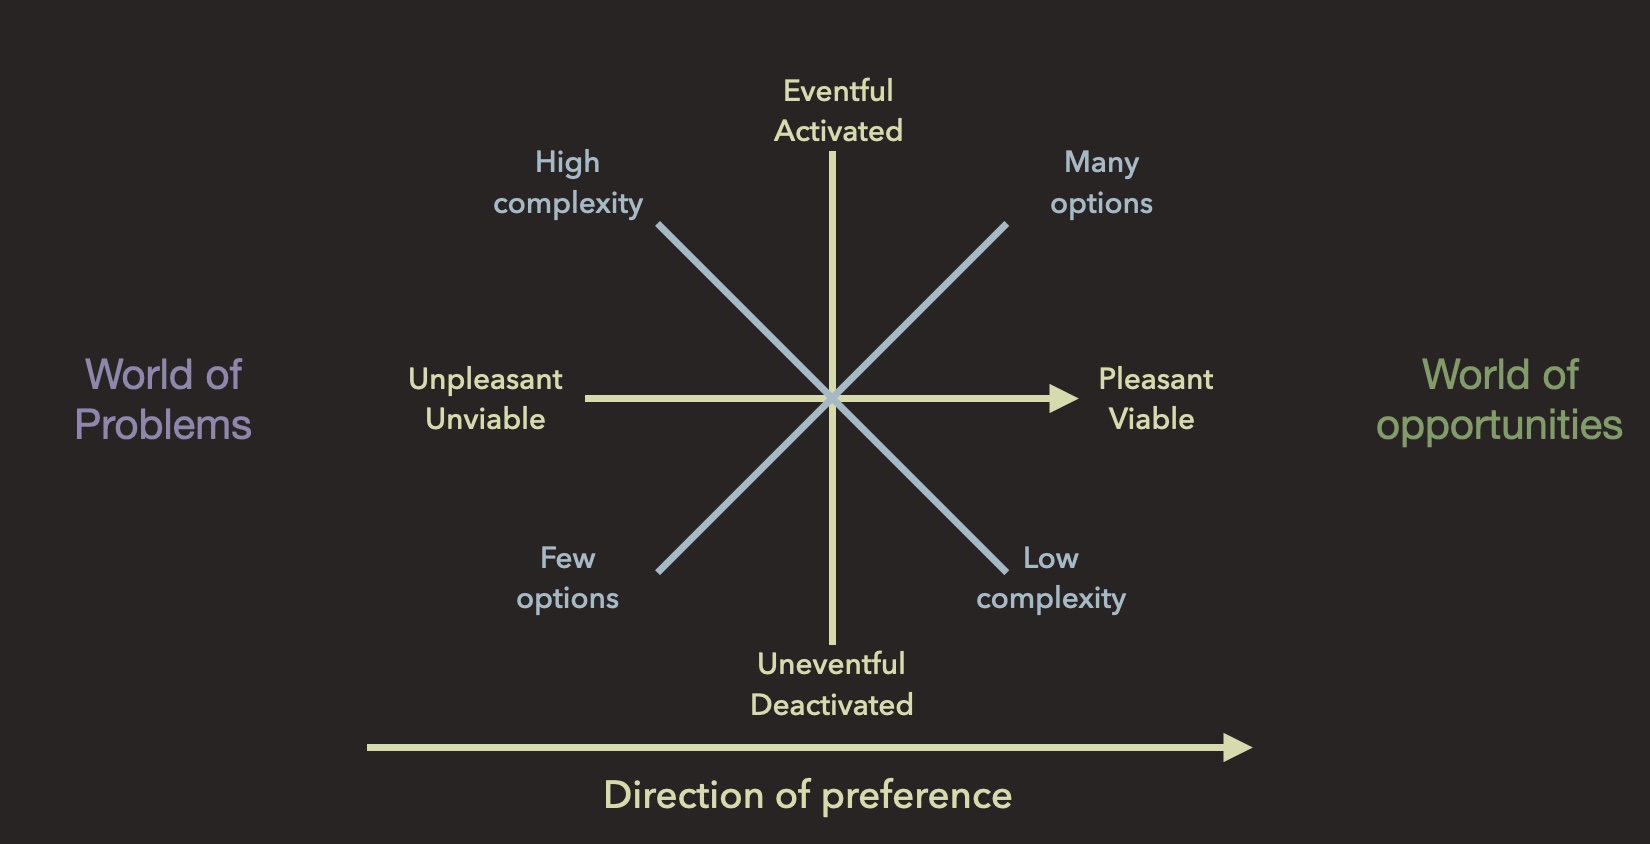 Eventful
Activated
High
complexity
Many
options
World of
Problems
Unpleasant
Unviable
Pleasant
Viable
World of
opportunities
Few
options
Low
complexity
Uneventful
Deactivated
Direction of preference